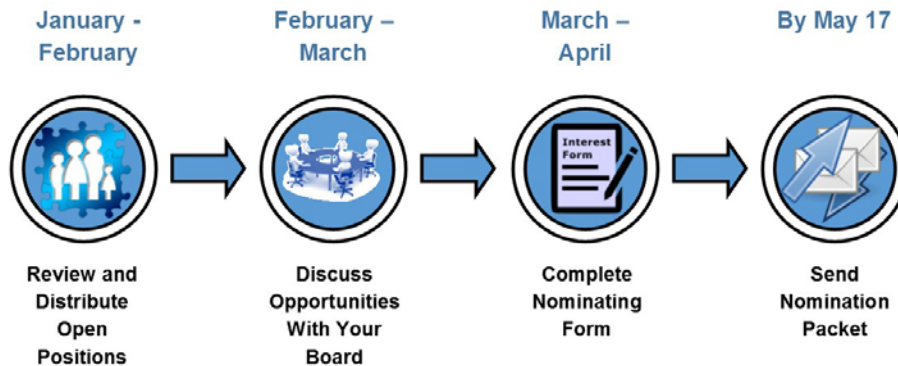 January -
February
February –
March
March –
April
By May 17
Interest
Form
Review and
Distribute
Open
Positions
Discuss
Opportunities
With Your
Board
Complete
Nominating
Form
Send
Nomination
Packet